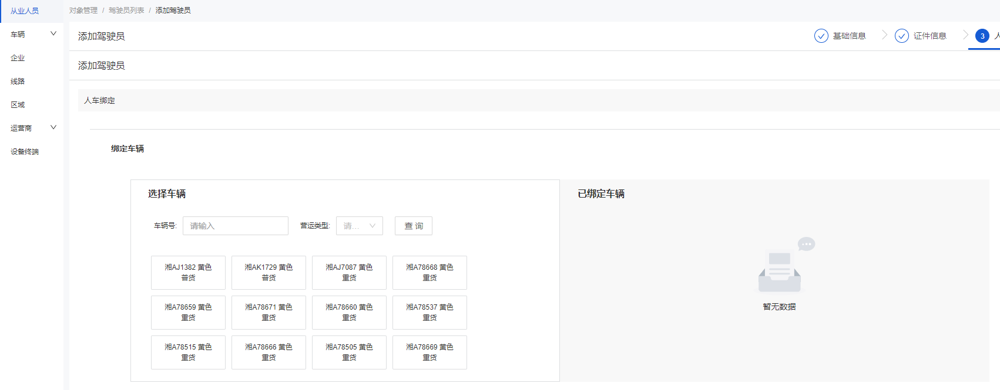 从业人员
车辆
企业
线路
区域
运营商
设备终端
对象管理 / 驾驶员列表 / 添加驾驶员
添加驾驶员
基础信息
证件信息
3
人
添加驾驶员
人车绑定
绑定车辆
选择车辆
车辆号: 请输入 营运类型: 请... 查 询
湘AJ1382 黄色
普货
湘AK1729 黄色
普货
湘AJ7087 黄色
重货
湘A78668 黄色
重货
湘A78659 黄色
重货
湘A78671 黄色
重货
湘A78660 黄色
重货
湘A78537 黄色
重货
湘A78515 黄色
重货
湘A78666 黄色
重货
湘A78505 黄色
重货
湘A78669 黄色
重货
已绑定车辆
暂无数据